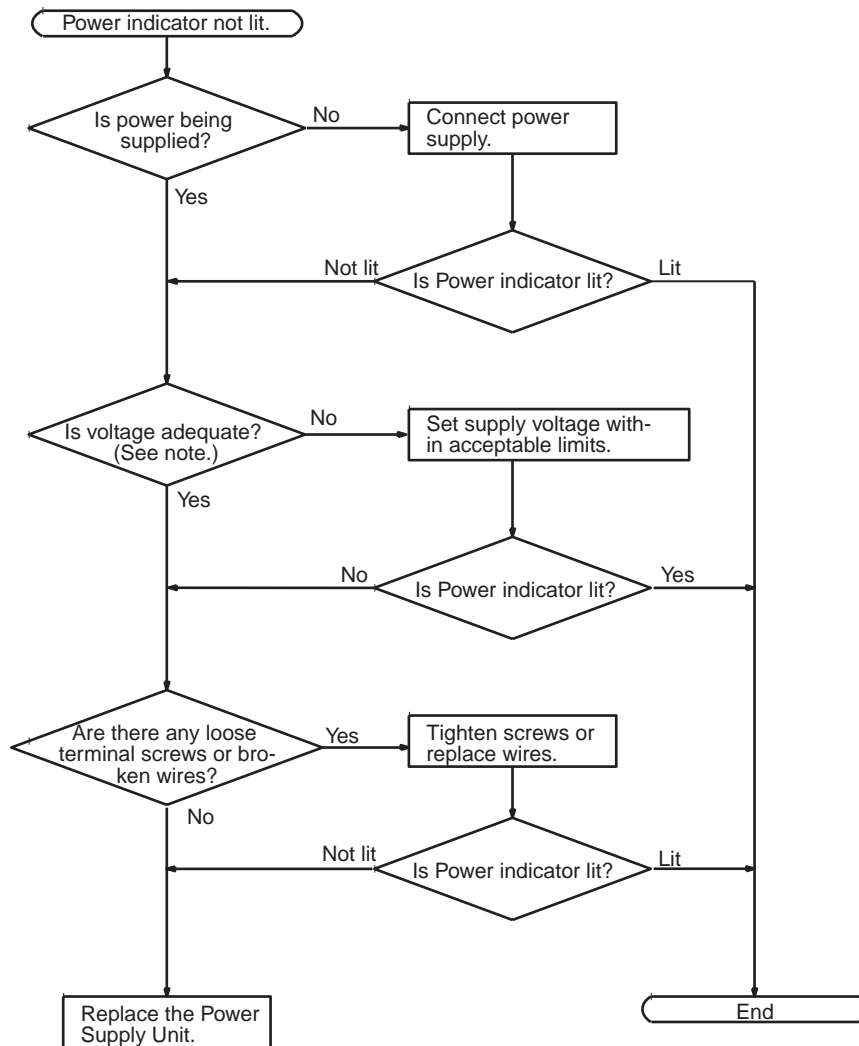 Power indicator not lit.
Is power being
supplied?
No
Connect power
supply.
Yes
Not lit
Is Power indicator lit?
Lit
Is voltage adequate?
(See note.)
No
Set supply voltage with-
in acceptable limits.
Yes
No
Is Power indicator lit?
Yes
Are there any loose
terminal screws or bro-
ken wires?
Yes
Tighten screws or
replace wires.
No
Not lit
Is Power indicator lit?
Lit
Replace the Power
Supply Unit.
End